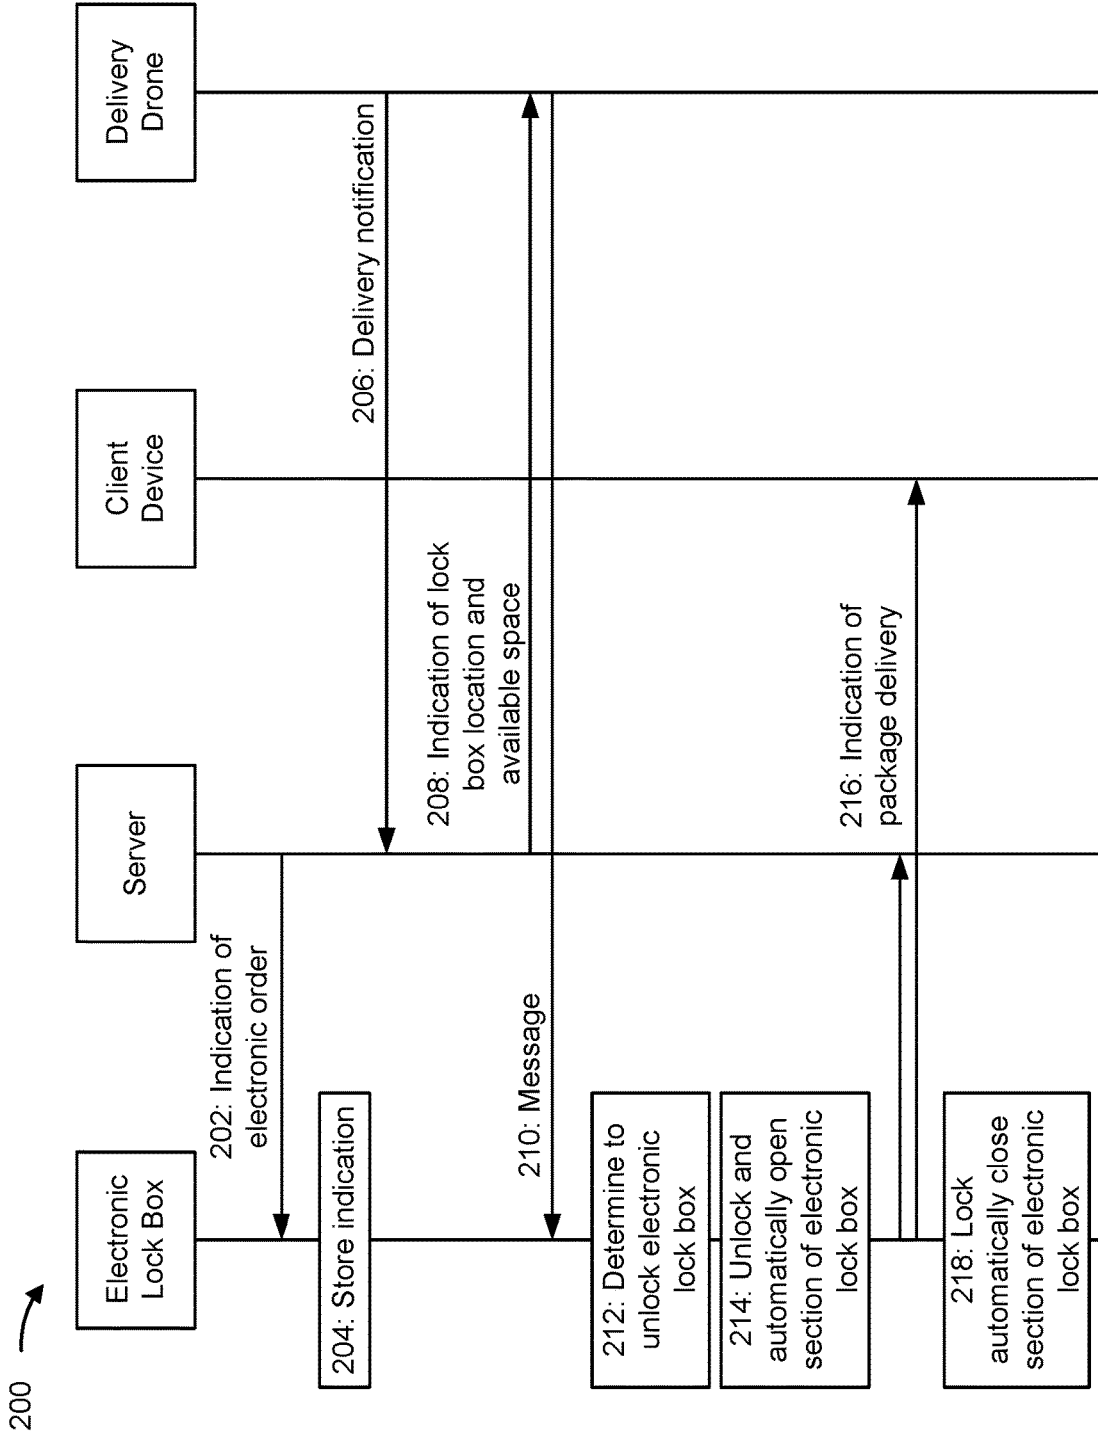 200
Electronic
Lock Box
Server
Client
Device
Delivery
Drone
202: Indication of
electronic order
204: Store indication
206: Delivery notification
208: Indication of lock
box location and
available space
210: Message
212: Determine to
unlock electronic
lock box
214: Unlock and
automatically open
section of electronic
lock box
216: Indication of
package delivery
218: Lock
automatically close
section of electronic
lock box